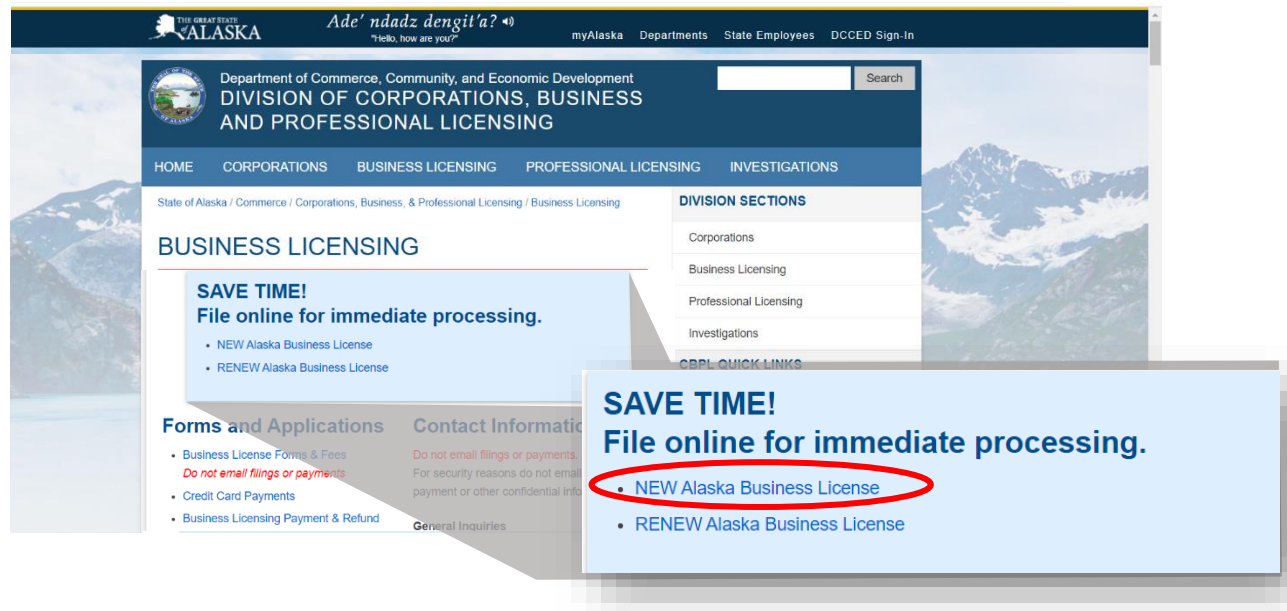 THE GREAT STATE
of ALASKA
Ade' ndadz dengit'a?
"Hello, how are you?"
myAlaska Departments State Employees DCCED Sign-In
Department of Commerce, Community, and Economic Development
DIVISION OF CORPORATIONS, BUSINESS
AND PROFESSIONAL LICENSING
Search
HOME CORPORATIONS BUSINESS LICENSING PROFESSIONAL LICENSING INVESTIGATIONS
State of Alaska / Commerce / Corporations, Business, & Professional Licensing / Business Licensing
BUSINESS LICENSING
SAVE TIME!
File online for immediate processing.
• NEW Alaska Business License
• RENEW Alaska Business License
Forms and Applications
• Business License Forms & Fees
Do not email filings or payments
• Credit Card Payments
• Business Licensing Payment & Refund
Contact Informatio
Do not email filings or payments.
For security reasons do not email
payment or other confidential info
General Inquiries
DIVISION SECTIONS
Corporations
Business Licensing
Professional Licensing
Investigations
CBPL QUICK LINKS
SAVE TIME!
File online for immediate processing.
• NEW Alaska Business License
• RENEW Alaska Business License